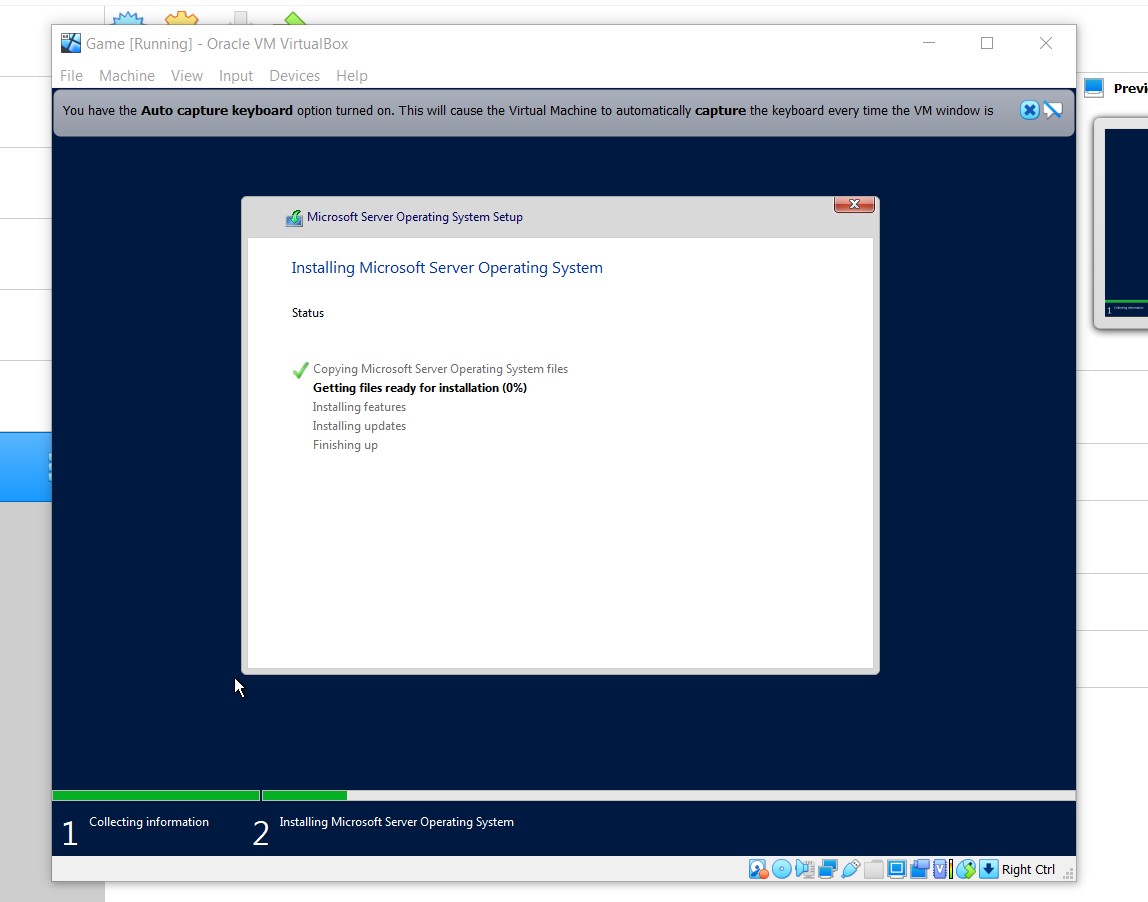 Game [Running] - Oracle VM VirtualBox
File Machine View Input Devices Help
You have the Auto capture keyboard option turned on. This will cause the Virtual Machine to automatically capture the keyboard every time the VM window is
Previ
Microsoft Server Operating System Setup
Installing Microsoft Server Operating System
Status
Copying Microsoft Server Operating System files
Getting files ready for installation (0%)
Installing features
Installing updates
Finishing up
1 Collecting information
1 Collecting information 2 Installing Microsoft Server Operating System
Right Ctrl